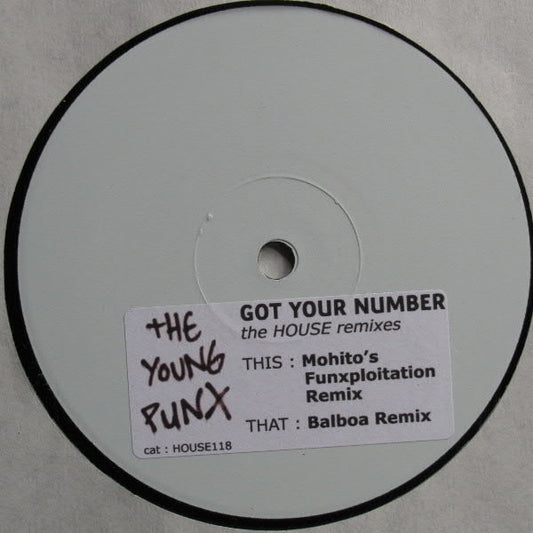 THE
YOUNG
PUNX
cat : HOUSE118
GOT YOUR NUMBER
the HOUSE remixes
THIS : Mohito's
Funxploitation
Remix
THAT : Balboa Remix